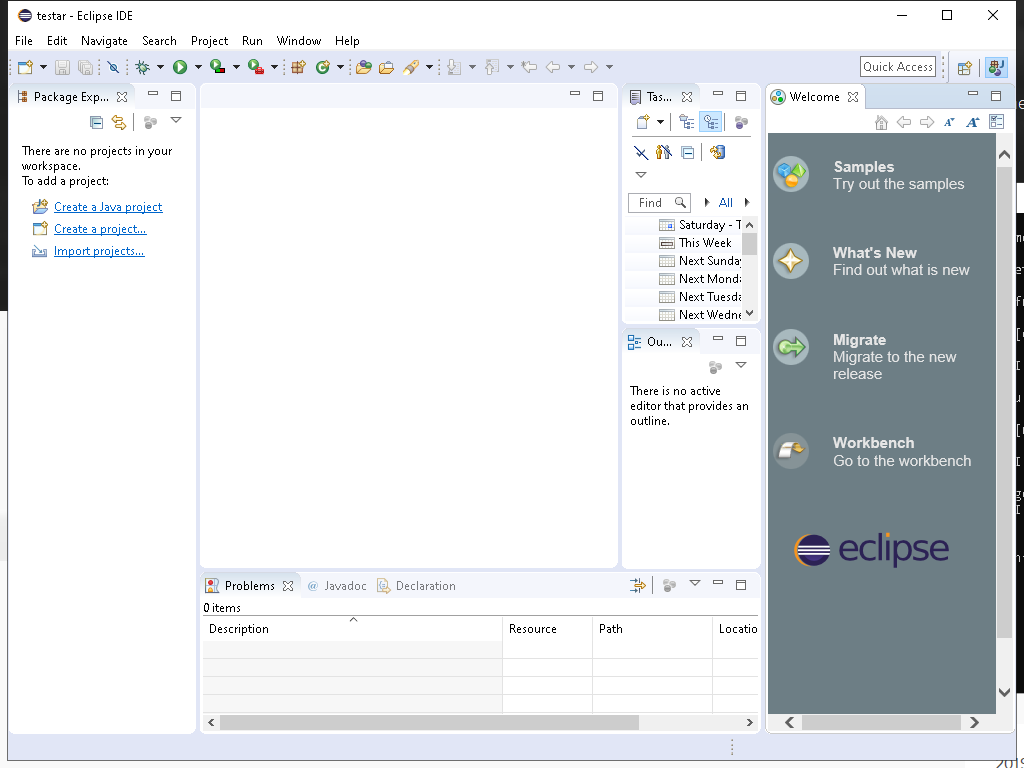 testar - Eclipse IDE
File Edit Navigate Search Project Run Window Help
Quick Access
Package Exp...
There are no projects in your
workspace.
To add a project:
Create a Java project
Create a project...
Import projects...
Tas...
Find
All
Saturday - T
This Week
Next Sunday
Next Monda
Next Tuesda
Next Wedne
Ou...
There is no active
editor that provides an
outline.
Problems @ Javadoc Declaration
0 items
Description Resource Path Locatio
Welcome
Samples
Try out the samples
What's New
Find out what is new
Migrate
Migrate to the new
release
Workbench
Go to the workbench
eclipse